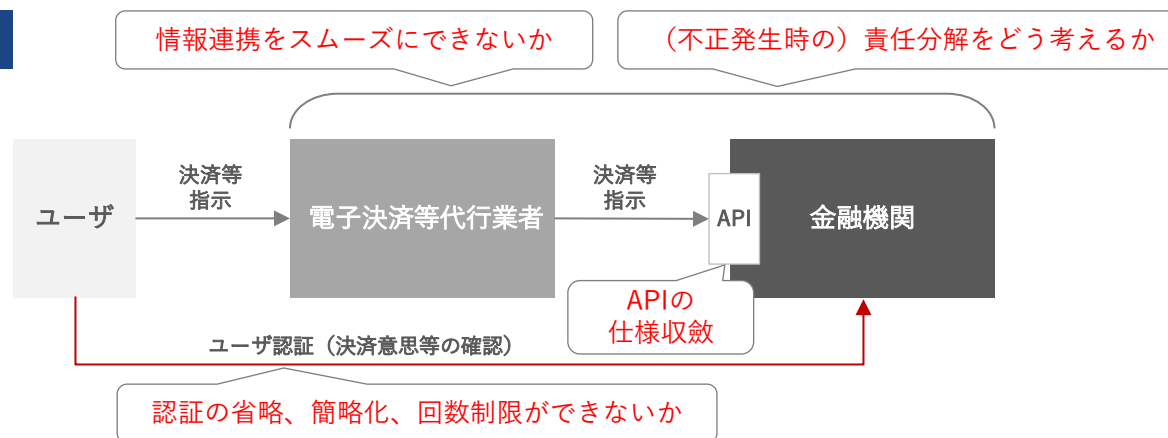 情報連携をスムーズにできないか
(不正発生時の)責任分解をどう考えるか
ユーザ
決済等
指示
電子決済等代行業者
決済等
指示
API
金融機関
APIの
仕様収斂
ユーザ認証(決済意思等の確認)
認証の省略、簡略化、回数制限ができないか